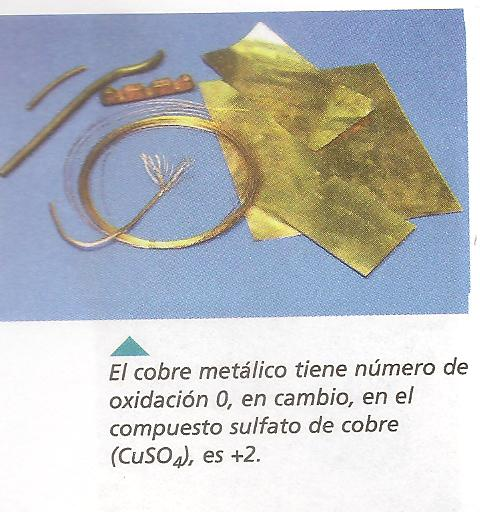 El cobre metálico tiene número de
oxidación 0, en cambio, en el
compuesto sulfato de cobre
(CuSO₄), es +2.